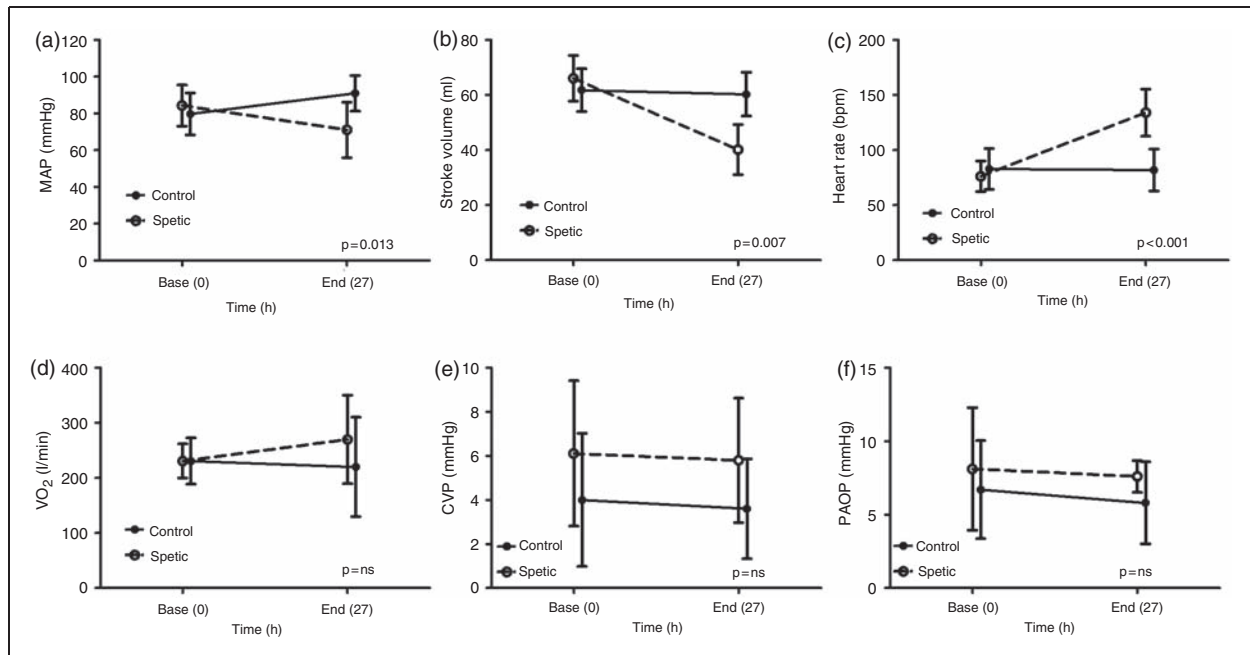 (a)
120
100
80
60
40
20
0
MAP (mmHg)
Control
Spetic
p=0.013
Base (0)
End (27)
Time (h)
(b)
80
60
40
20
0
Stroke volume (ml)
Control
Spetic
p=0.007
Base (0)
End (27)
Time (h)
(c)
200
150
100
50
0
Heart rate (bpm)
Control
Spetic
p<0.001
Base (0)
End (27)
Time (h)
(d)
400
300
200
100
0
VO2 (l/min)
Control
Spetic
p=ns
Base (0)
End (27)
Time (h)
(e)
10
8
6
4
2
0
CVP (mmHg)
Control
Spetic
p=ns
Base (0)
End (27)
Time (h)
(f)
15
10
5
0
PAOP (mmHg)
Control
Spetic
p=ns
Base (0)
End (27)
Time (h)